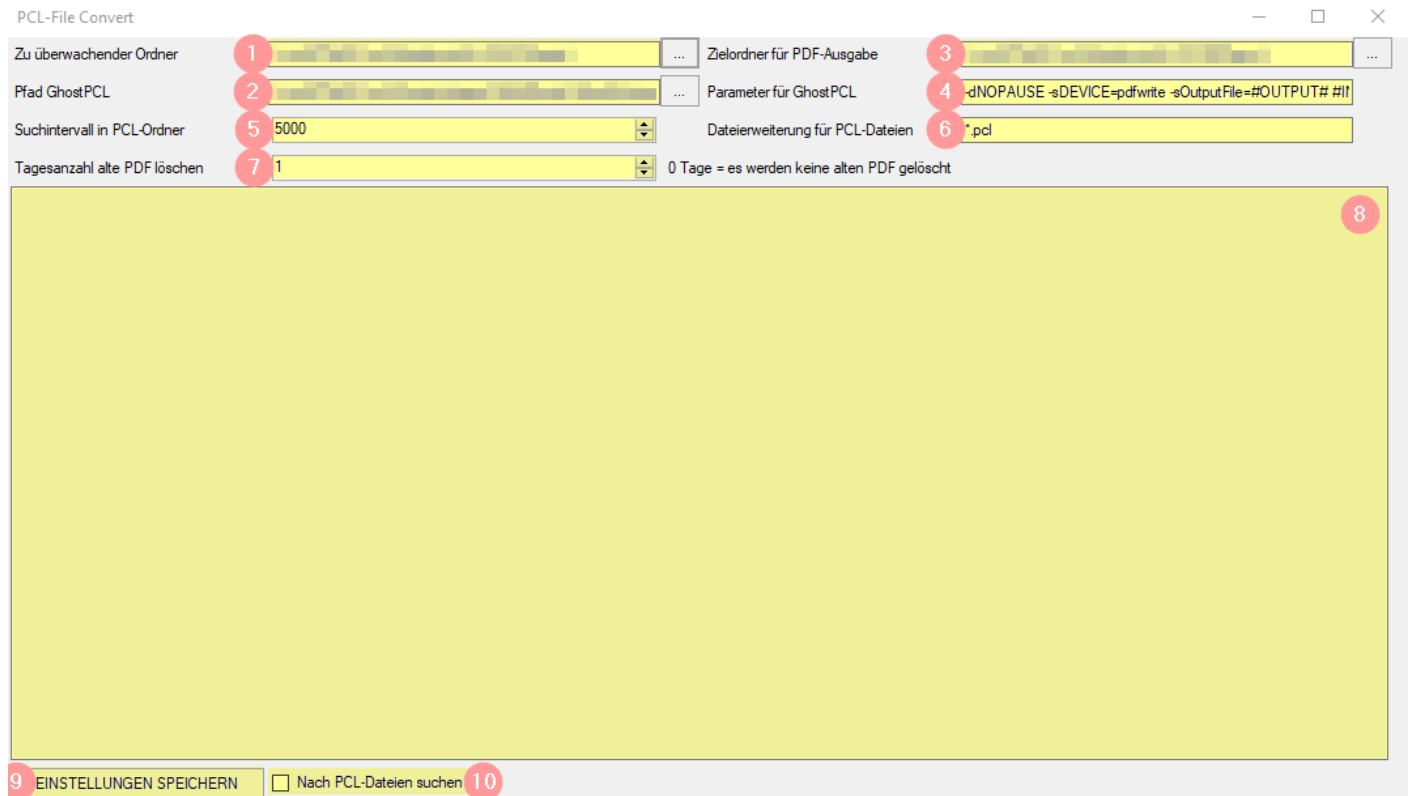 PCL-File Convert
Zu überwachender Ordner 1 ... Zielordner für PDF-Ausgabe 3 ...
Pfad GhostPCL 2 ... Parameter für GhostPCL 4 -dNOPAUSE -sDEVICE=pdfwrite -sOutputFile=#OUTPUT#
Suchintervall in PCL-Ordner 5 5000 Dateierweiterung für PCL-Dateien 6 *.pcl
Tagesanzahl alte PDF löschen 7 1 0 Tage = es werden keine alten PDF gelöscht
8
9 EINSTELLUNGEN SPEICHERN Nach PCL-Dateien suchen 10